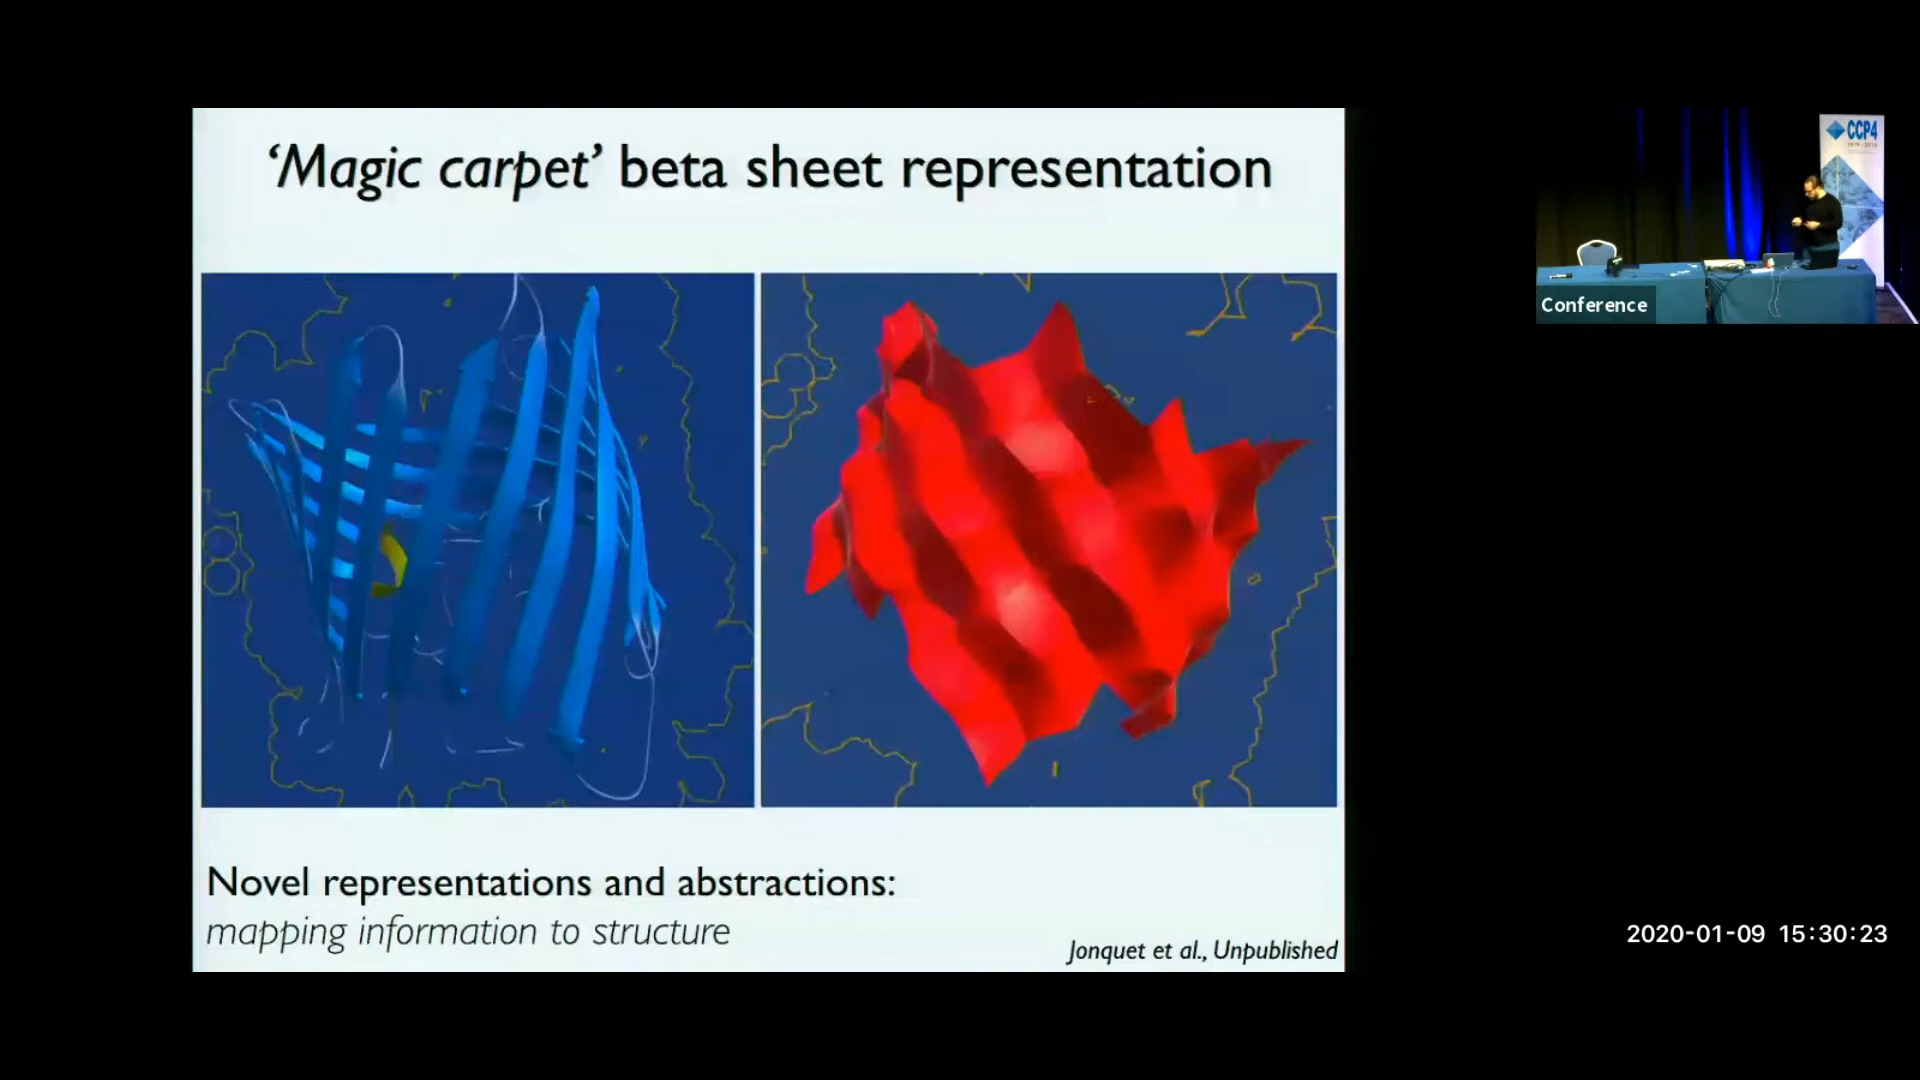 ‘Magic carpet’ beta sheet representation
Novel representations and abstractions:
mapping information to structure
Jonquet et al., Unpublished
CCP4
Conference
2020-01-09 15:30:23